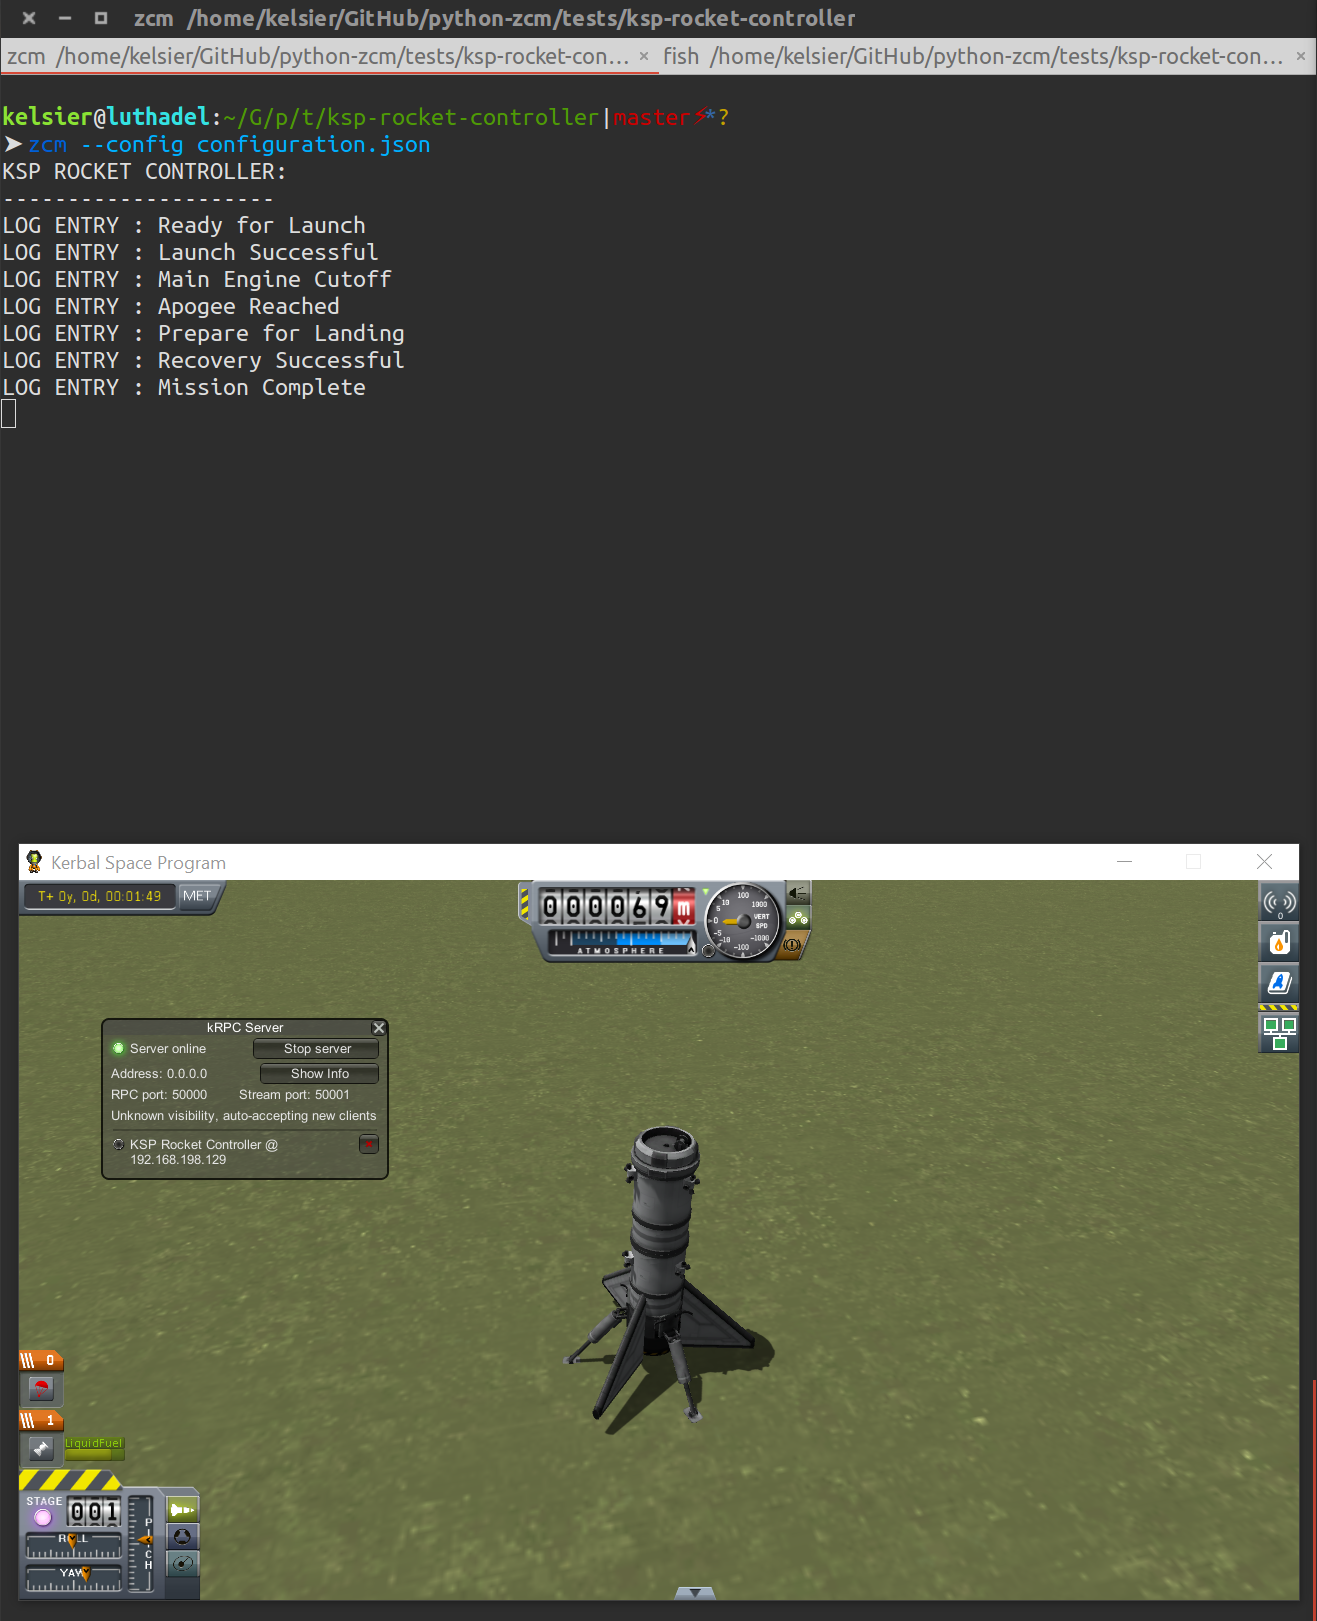 zcm /home/kelsier/GitHub/python-zcm/tests/ksp-rocket-controller
zcm /home/kelsier/GitHub/python-zcm/tests/ksp-rocket-con... × fish /home/kelsier/GitHub/python-zcm/tests/ksp-rocket-con... ×
kelsier@luthadel:~/G/p/t/ksp-rocket-controller|master⚡*?
➤ zcm --config configuration.json
KSP ROCKET CONTROLLER:
---------------------
LOG ENTRY : Ready for Launch
LOG ENTRY : Launch Successful
LOG ENTRY : Main Engine Cutoff
LOG ENTRY : Apogee Reached
LOG ENTRY : Prepare for Landing
LOG ENTRY : Recovery Successful
LOG ENTRY : Mission Complete
Kerbal Space Program
T+ 0y, 0d, 00:01:49 MET
000069 m
ATMOSPHERE
100
10 1000
5
0 VERT SPD
-5
-10 -1000
-100
0
kRPC Server
Server online Stop server
Address: 0.0.0.0 Show Info
RPC port: 50000 Stream port: 50001
Unknown visibility, auto-accepting new clients
KSP Rocket Controller @
192.168.198.129
0
1
LiquidFuel
STAGE 001
ROLL
PITCH
YAW